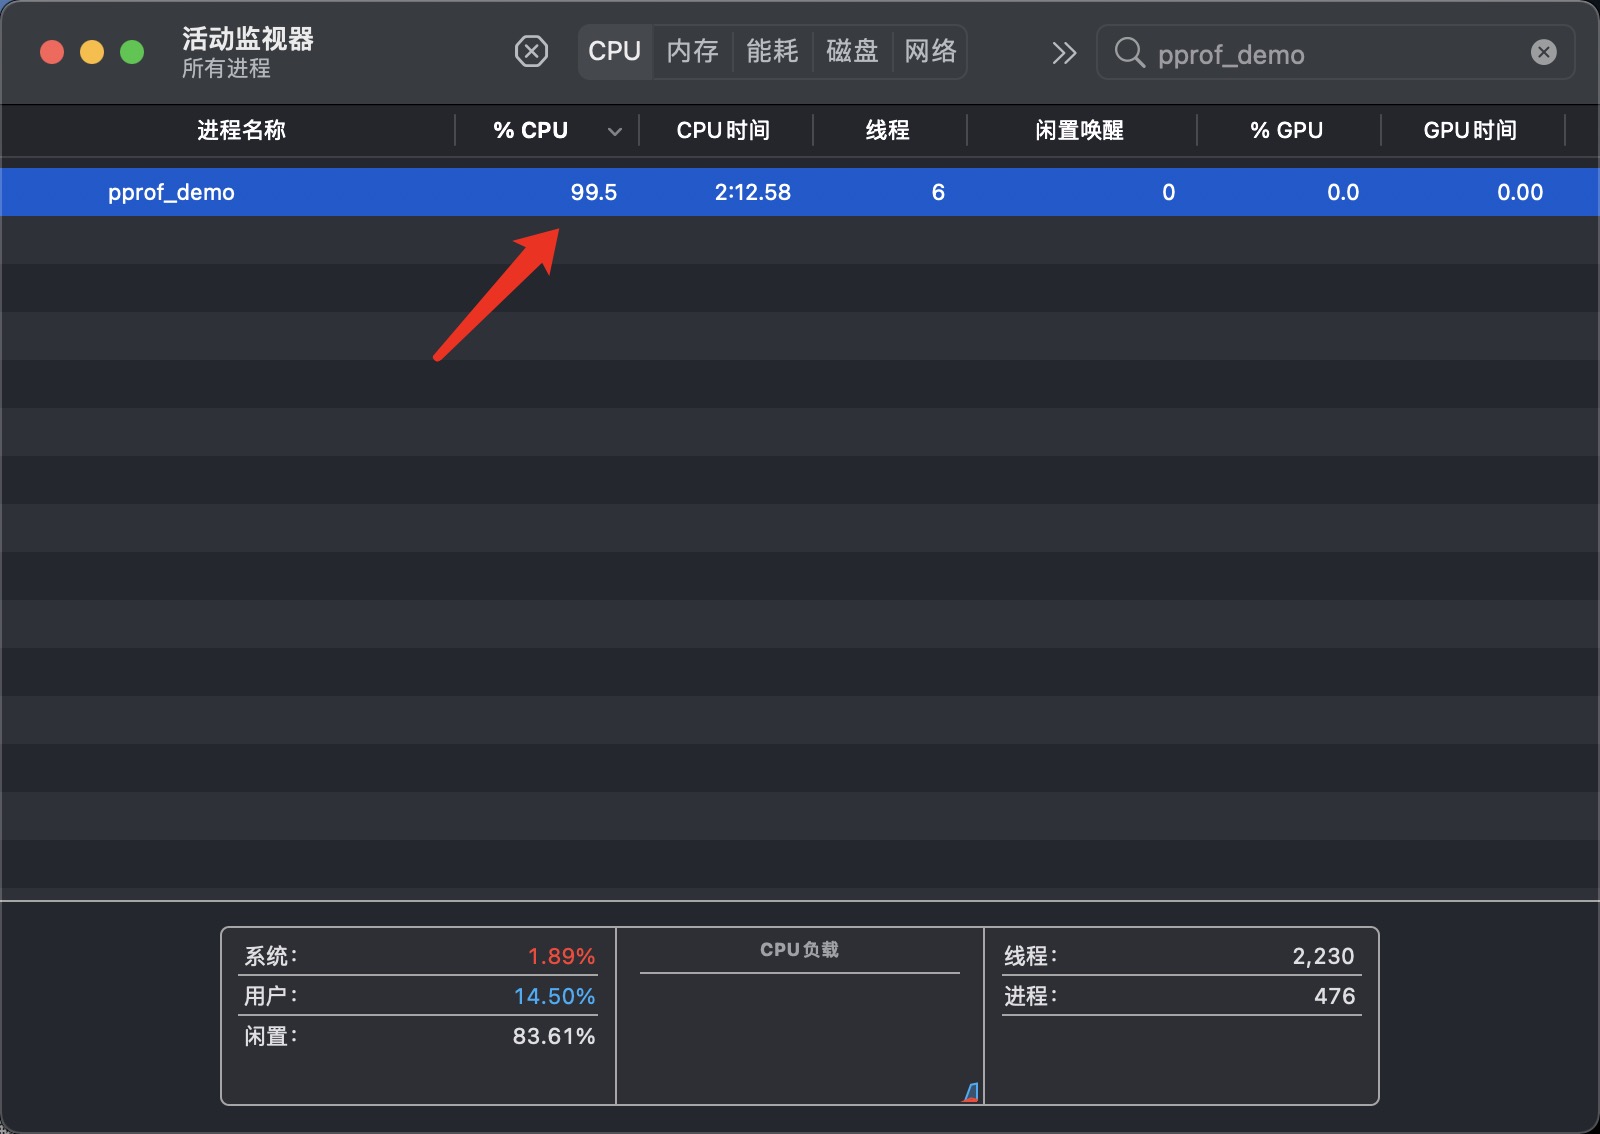 活动监视器
所有进程
CPU 内存 能耗 磁盘 网络
pprof_demo
进程名称 % CPU CPU时间 线程 闲置唤醒 % GPU GPU时间
pprof_demo 99.5 2:12.58 6 0 0.0 0.00
系统: 1.89%
用户: 14.50%
闲置: 83.61%
CPU负载
线程: 2,230
进程: 476